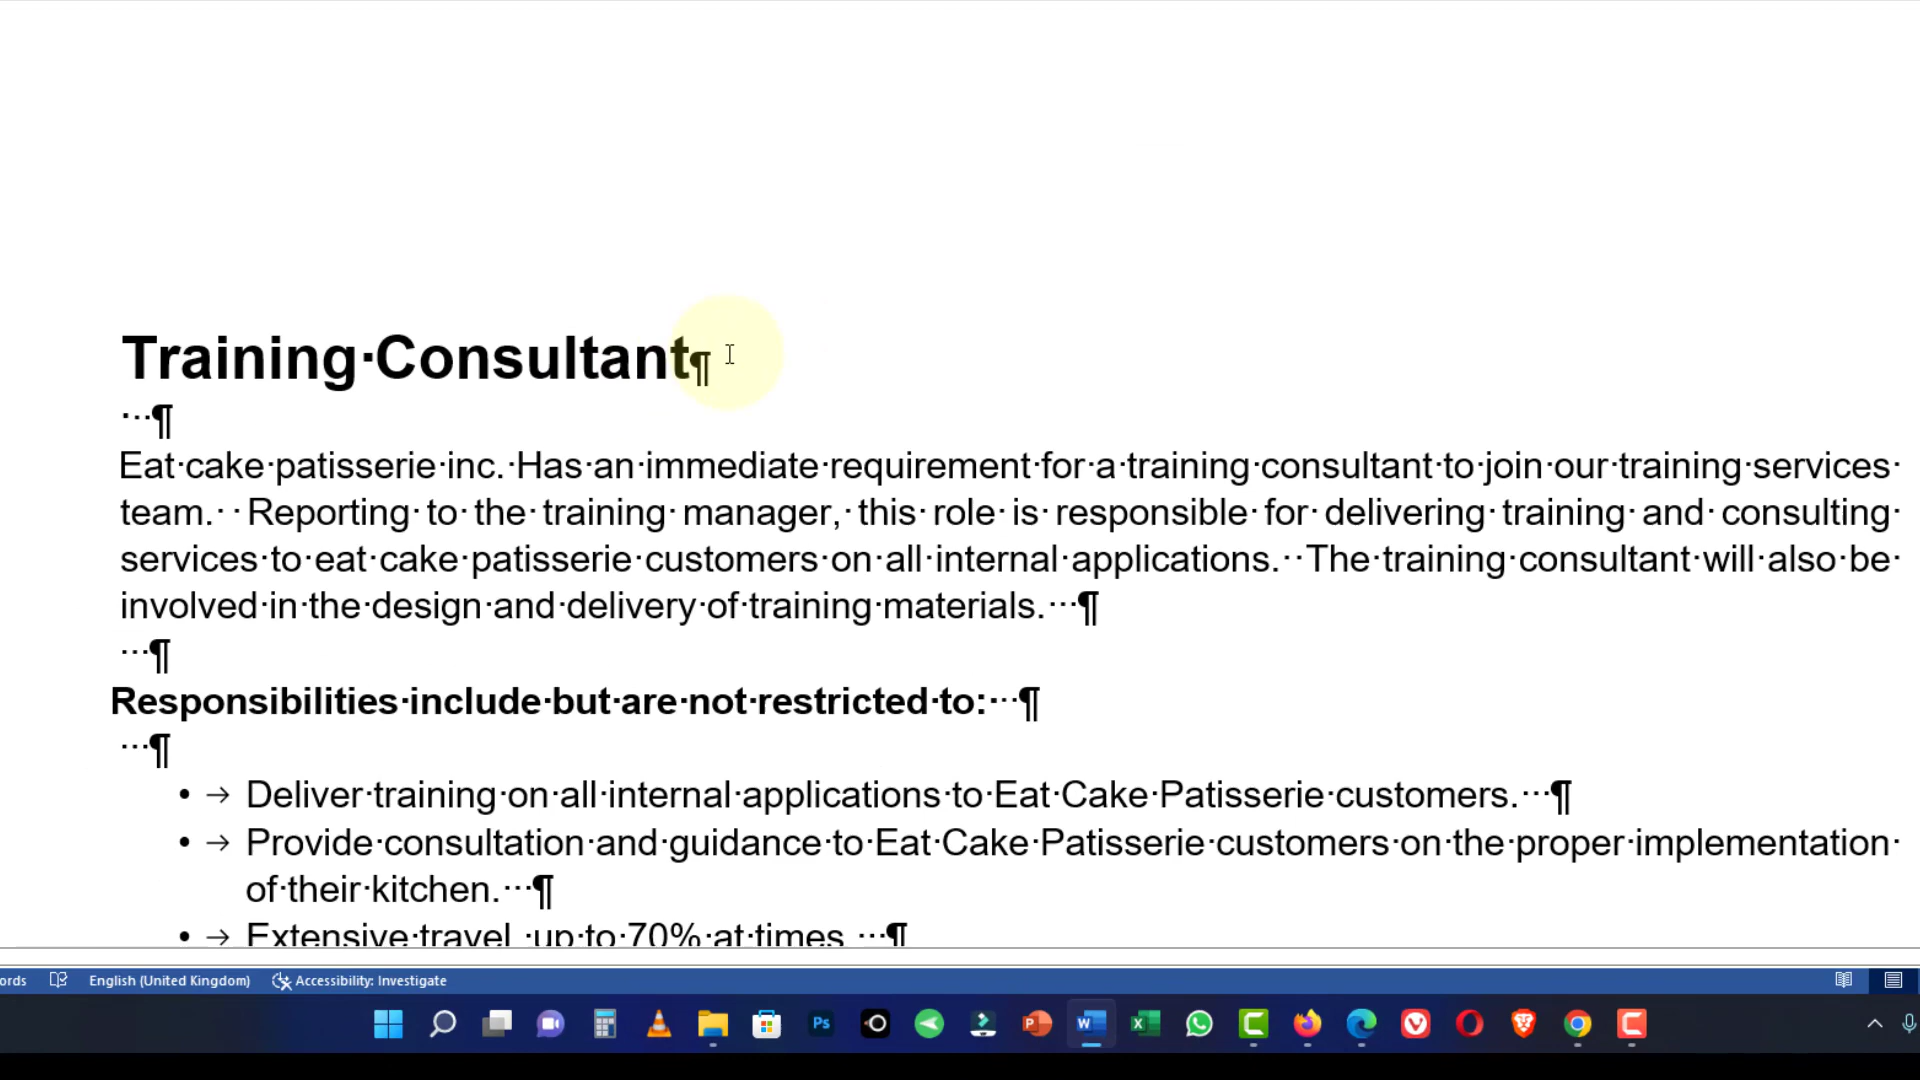 Training Consultant¶
¶
Eat cake patisserie inc. Has an immediate requirement for a training consultant to join our training services
team.  Reporting to the training manager, this role is responsible for delivering training and consulting
services to eat cake patisserie customers on all internal applications.  The training consultant will also be
involved in the design and delivery of training materials. ¶
¶
Responsibilities include but are not restricted to: ¶
¶
• → Deliver training on all internal applications to Eat Cake Patisserie customers. ¶
• → Provide consultation and guidance to Eat Cake Patisserie customers on the proper implementation
of their kitchen. ¶
• → Extensive travel up to 70% at times ¶
ords English (United Kingdom) Accessibility: Investigate
Ps P W X V